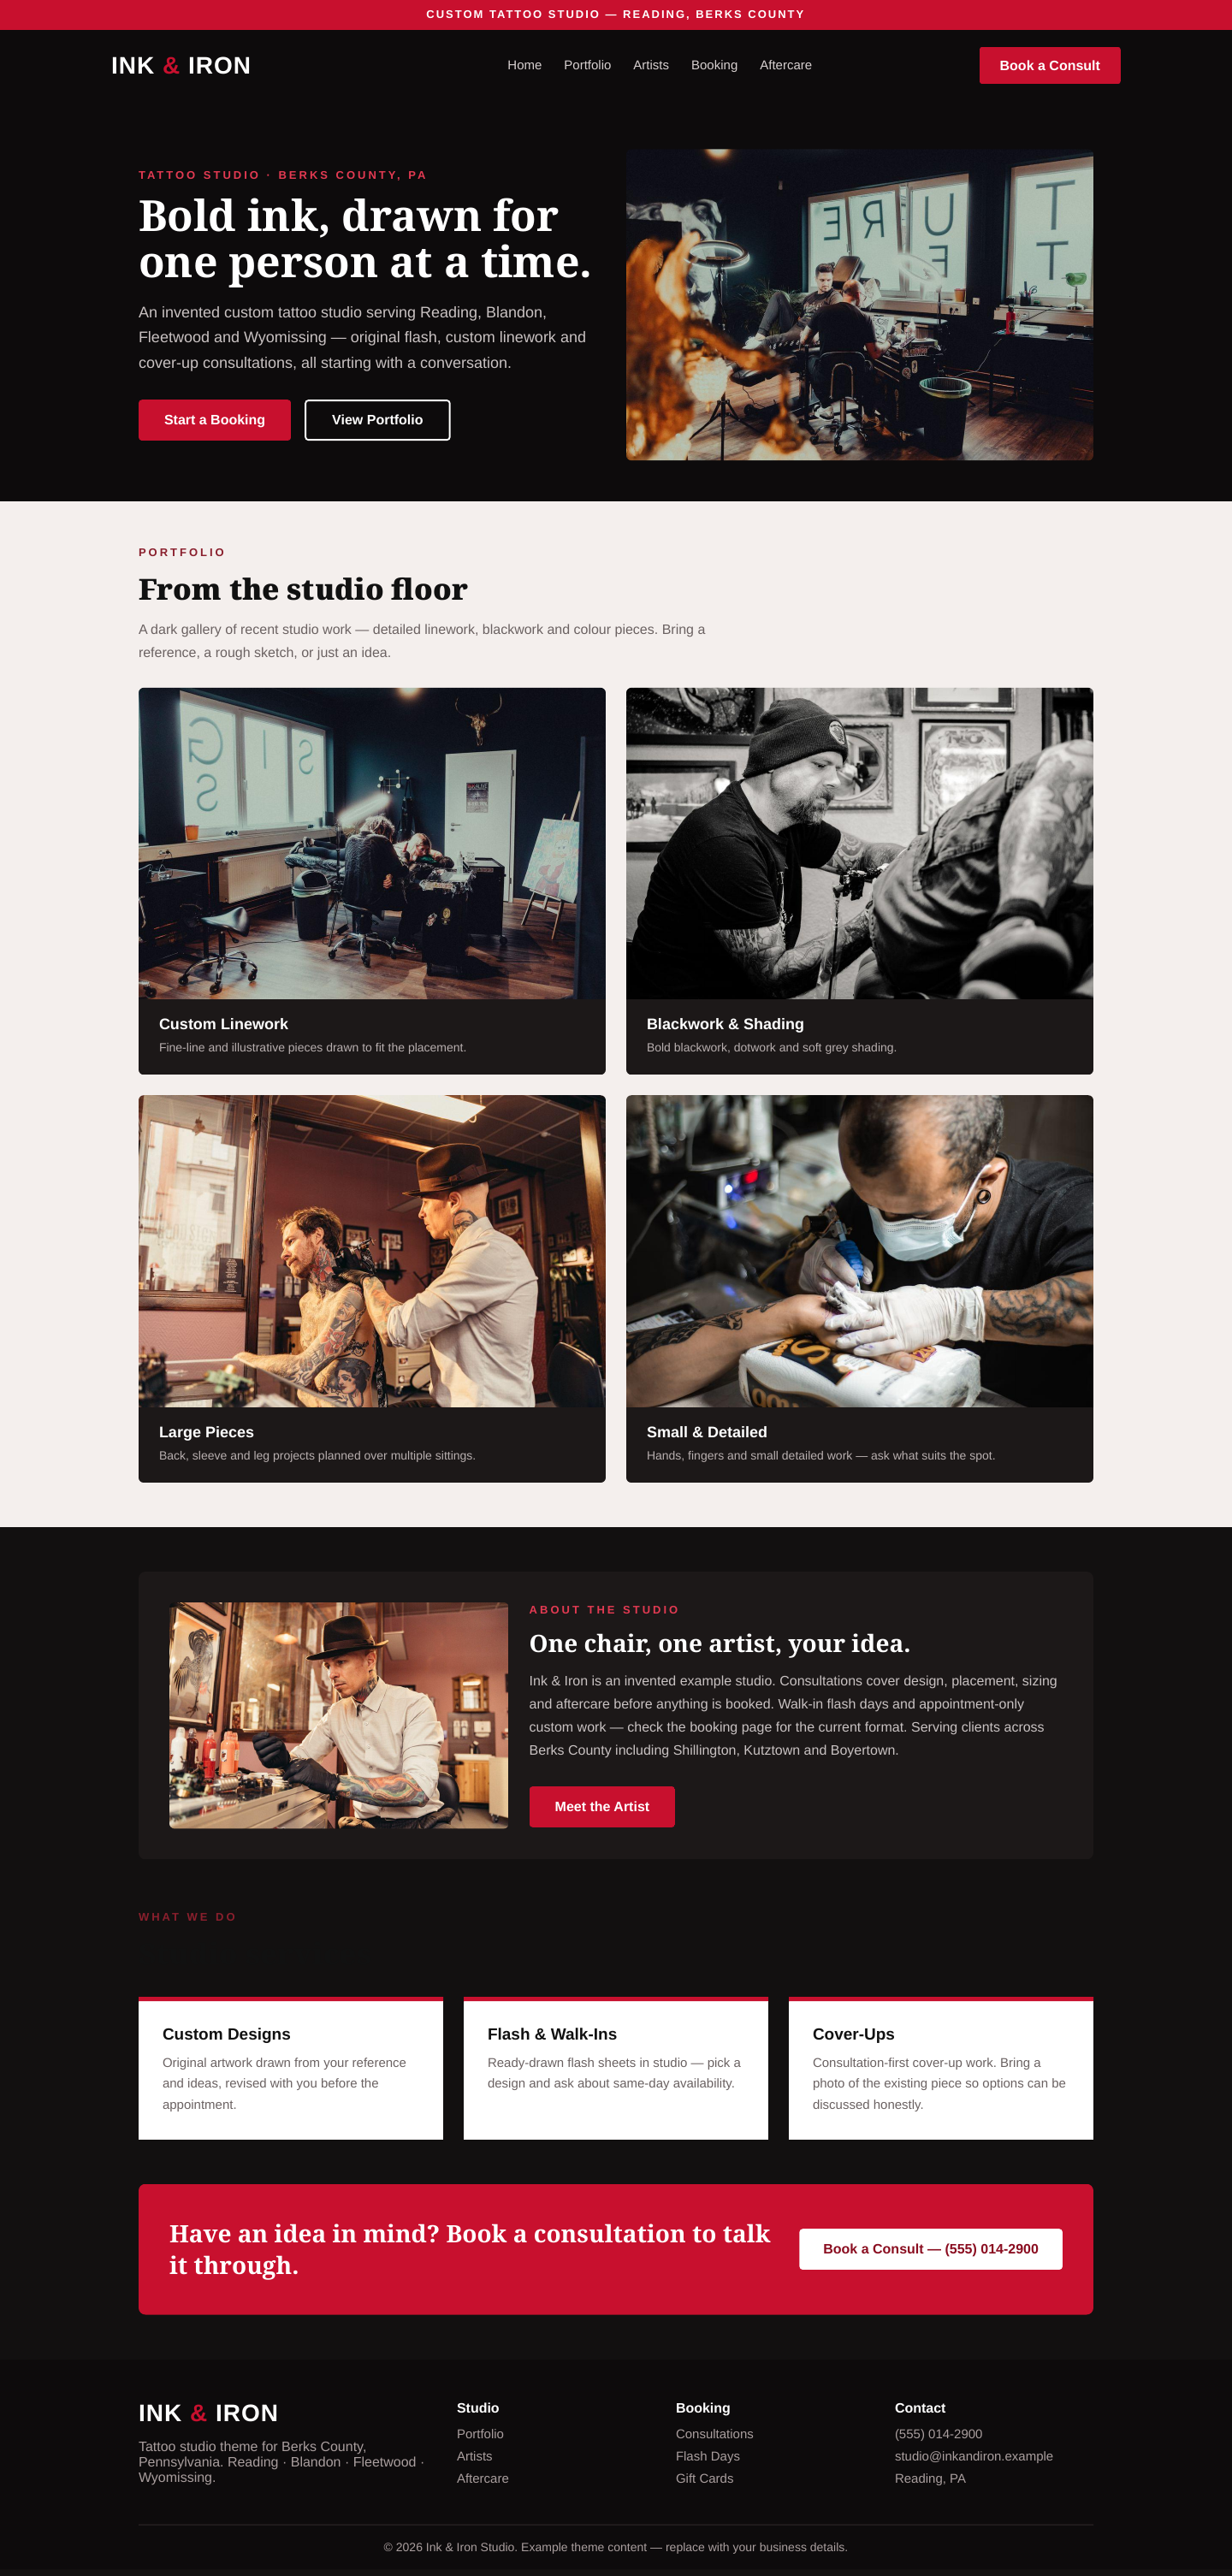 CUSTOM TATTOO STUDIO — READING, BERKS COUNTY
INK & IRON
Home
Portfolio
Artists
Booking
Aftercare
Book a Consult
TATTOO STUDIO · BERKS COUNTY, PA
Bold ink, drawn for
one person at a time.
An invented custom tattoo studio serving Reading, Blandon,
Fleetwood and Wyomissing — original flash, custom linework and
cover-up consultations, all starting with a conversation.
Start a Booking
View Portfolio
PORTFOLIO
From the studio floor
A dark gallery of recent studio work — detailed linework, blackwork and colour pieces. Bring a
reference, a rough sketch, or just an idea.
Custom Linework
Fine-line and illustrative pieces drawn to fit the placement.
Blackwork & Shading
Bold blackwork, dotwork and soft grey shading.
Large Pieces
Back, sleeve and leg projects planned over multiple sittings.
Small & Detailed
Hands, fingers and small detailed work — ask what suits the spot.
ABOUT THE STUDIO
One chair, one artist, your idea.
Ink & Iron is an invented example studio. Consultations cover design, placement, sizing
and aftercare before anything is booked. Walk-in flash days and appointment-only
custom work — check the booking page for the current format. Serving clients across
Berks County including Shillington, Kutztown and Boyertown.
Meet the Artist
WHAT WE DO
Custom Designs
Original artwork drawn from your reference
and ideas, revised with you before the
appointment.
Flash & Walk-Ins
Ready-drawn flash sheets in studio — pick a
design and ask about same-day availability.
Cover-Ups
Consultation-first cover-up work. Bring a
photo of the existing piece so options can be
discussed honestly.
Have an idea in mind? Book a consultation to talk
it through.
Book a Consult — (555) 014-2900
INK & IRON
Tattoo studio theme for Berks County,
Pennsylvania. Reading · Blandon · Fleetwood ·
Wyomissing.
Studio
Portfolio
Artists
Aftercare
Booking
Consultations
Flash Days
Gift Cards
Contact
(555) 014-2900
studio@inkandiron.example
Reading, PA
© 2026 Ink & Iron Studio. Example theme content — replace with your business details.